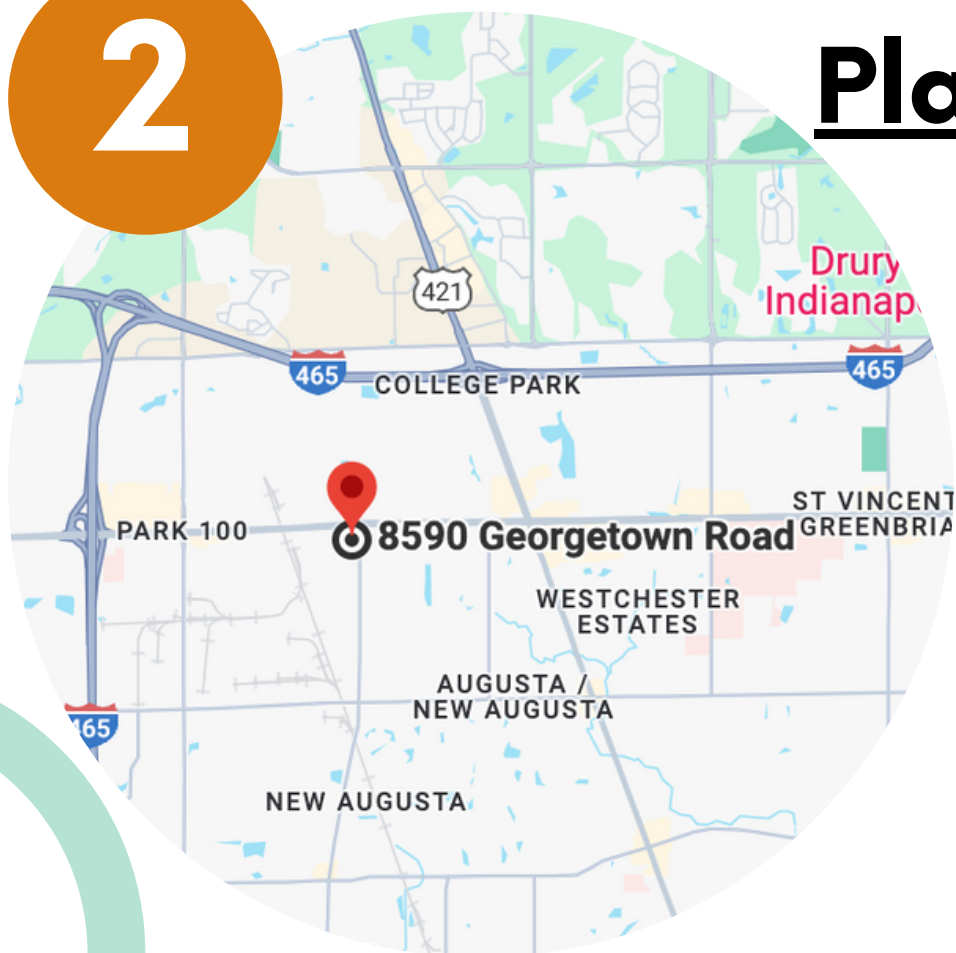 2
Pla
Drury
Indianap
421
465
465
COLLEGE PARK
ST VINCENT
GREENBRIA
PARK 100
8590 Georgetown Road
WESTCHESTER
ESTATES
AUGUSTA /
NEW AUGUSTA
465
NEW AUGUSTA